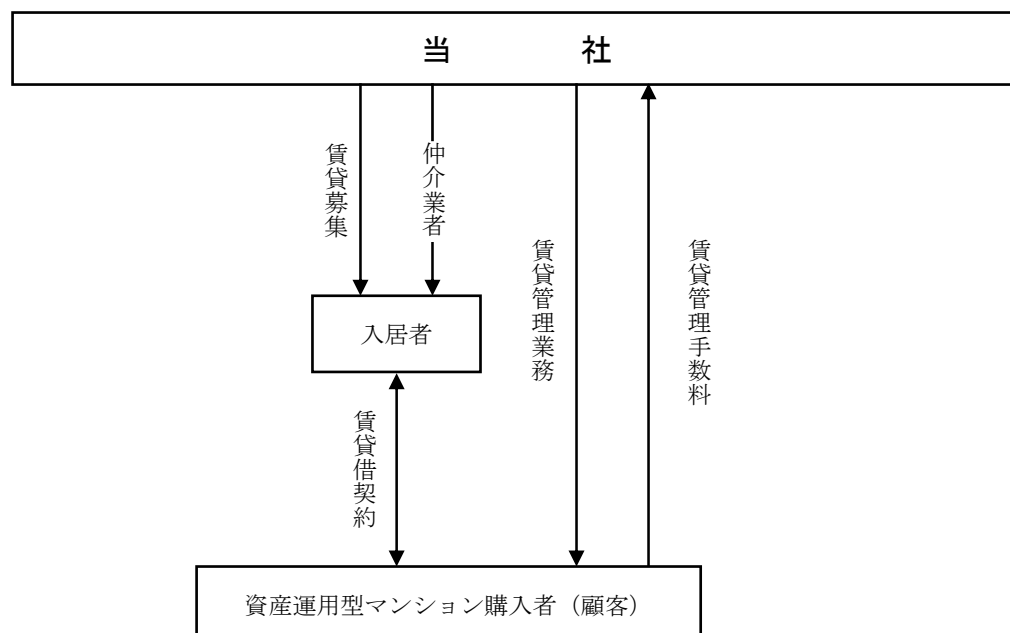 当 社
賃貸募集
仲介業者
賃貸管理業務
賃貸管理手数料
入居者
賃貸借契約
資産運用型マンション購入者（顧客）